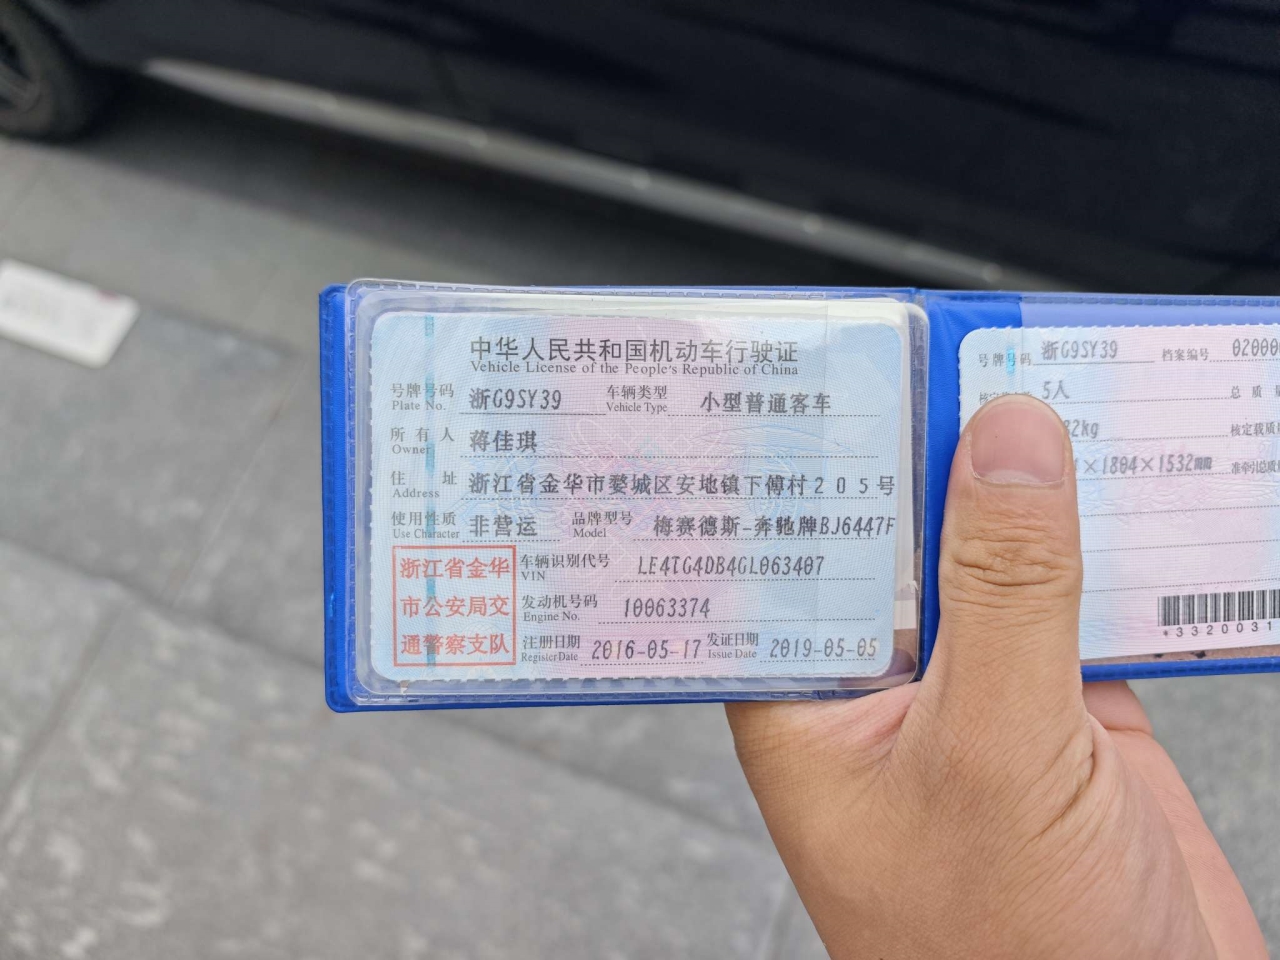 中华人民共和国机动车行驶证
Vehicle License of the People's Republic of China
号牌号码 浙G9SY39 车辆类型 小型普通客车
Plate No. Vehicle Type
所有人 蒋佳琪
Owner
住址 浙江省金华市婺城区安地镇下傅村205号
Address
使用性质 非营运 品牌型号 梅赛德斯-奔驰牌BJ6447F
Use Character Model
浙江省金华
市公安局交
通警察支队
车辆识别代号 LE4TG4DB4GL063407
VIN
发动机号码 10063374
Engine No.
注册日期 2016-05-17 发证日期 2019-05-05
Register Date Issue Date
号牌号码 浙G9SY39 档案编号 02000
5人 总质
2kg 核定载质
×1804×1532 准牵引总质
*3320031